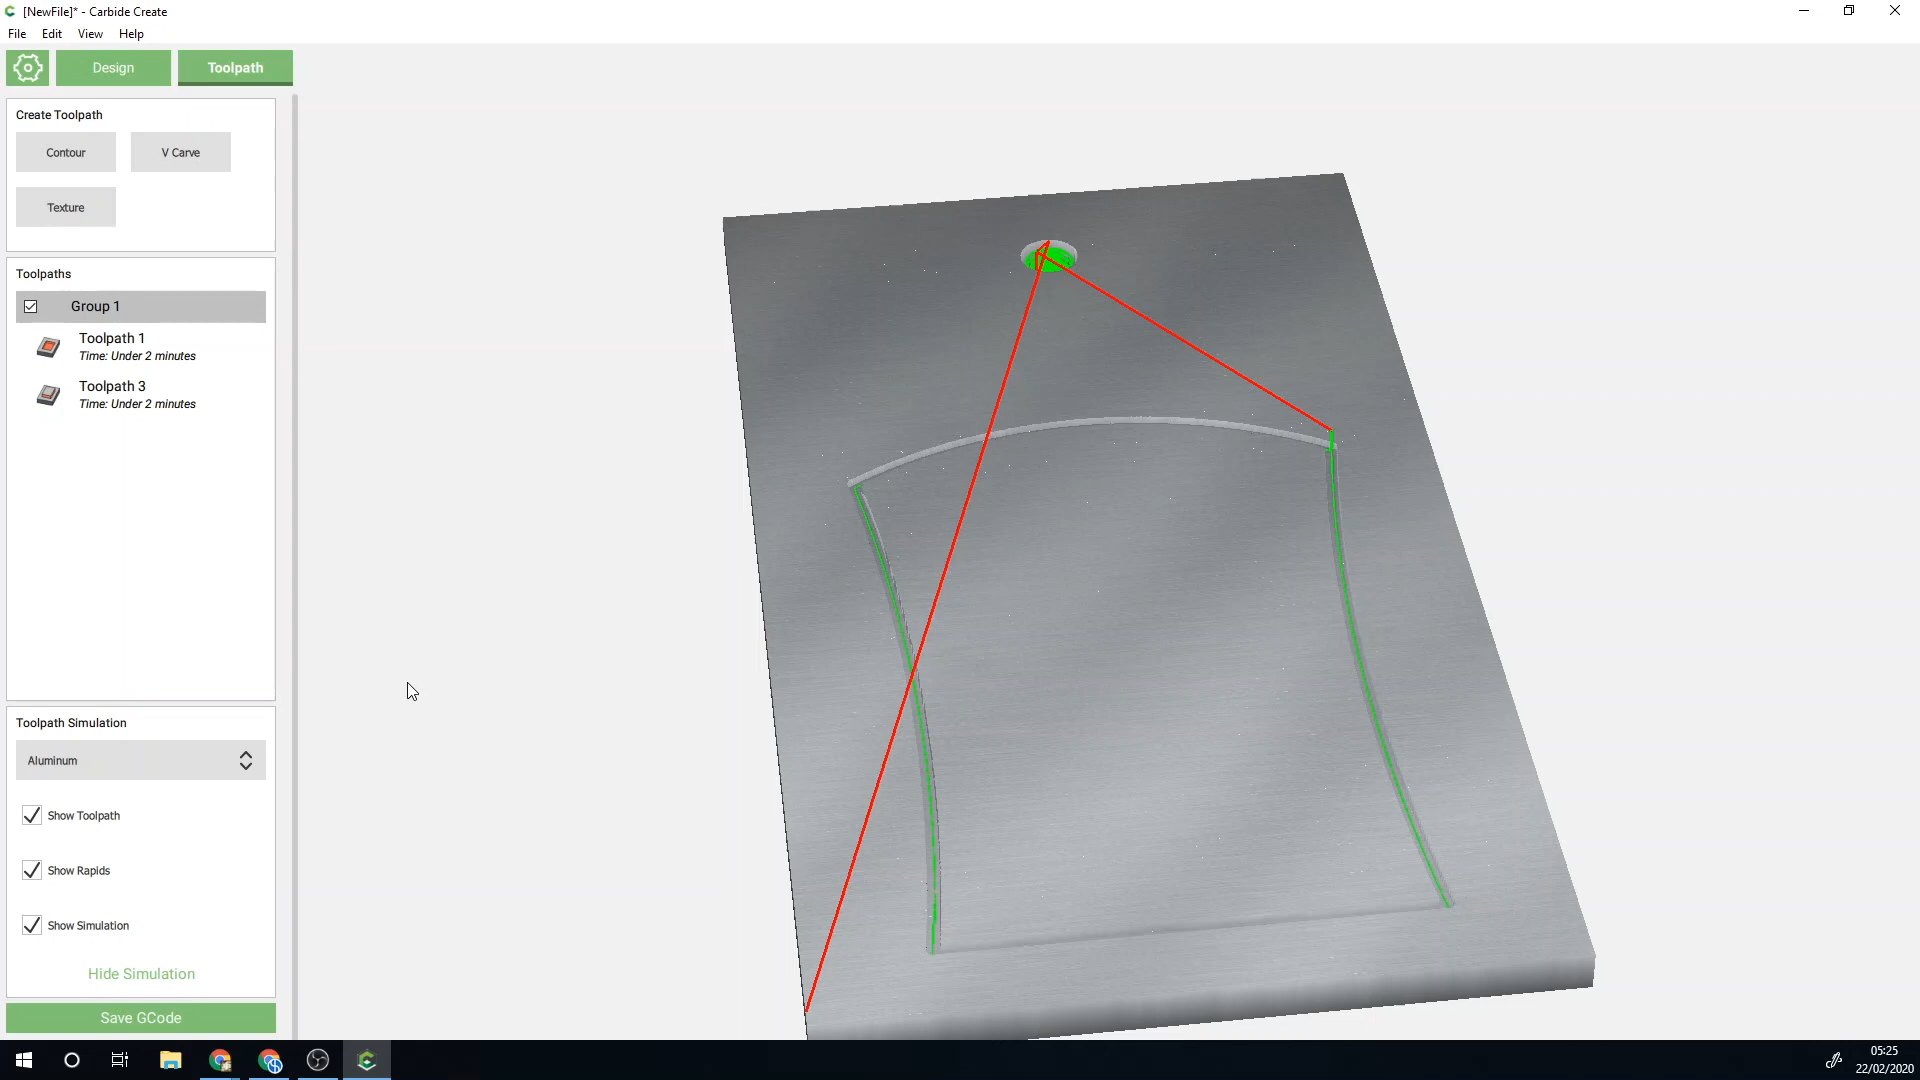 [NewFile]* - Carbide Create
File Edit View Help
Design Toolpath
Create Toolpath
Contour V Carve
Texture
Toolpaths
Group 1
Toolpath 1
Time: Under 2 minutes
Toolpath 3
Time: Under 2 minutes
Toolpath Simulation
Aluminum
Show Toolpath
Show Rapids
Show Simulation
Hide Simulation
Save GCode
05:25
22/02/2020